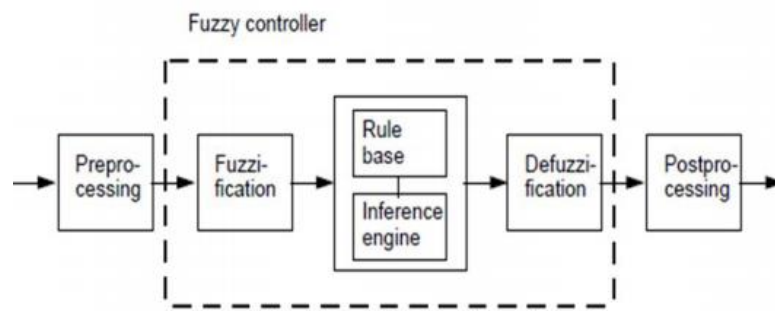 Fuzzy controller
Prepro-
cessing
Fuzzi-
fication
Rule
base
Inference
engine
Defuzzi-
fication
Postpro-
cessing